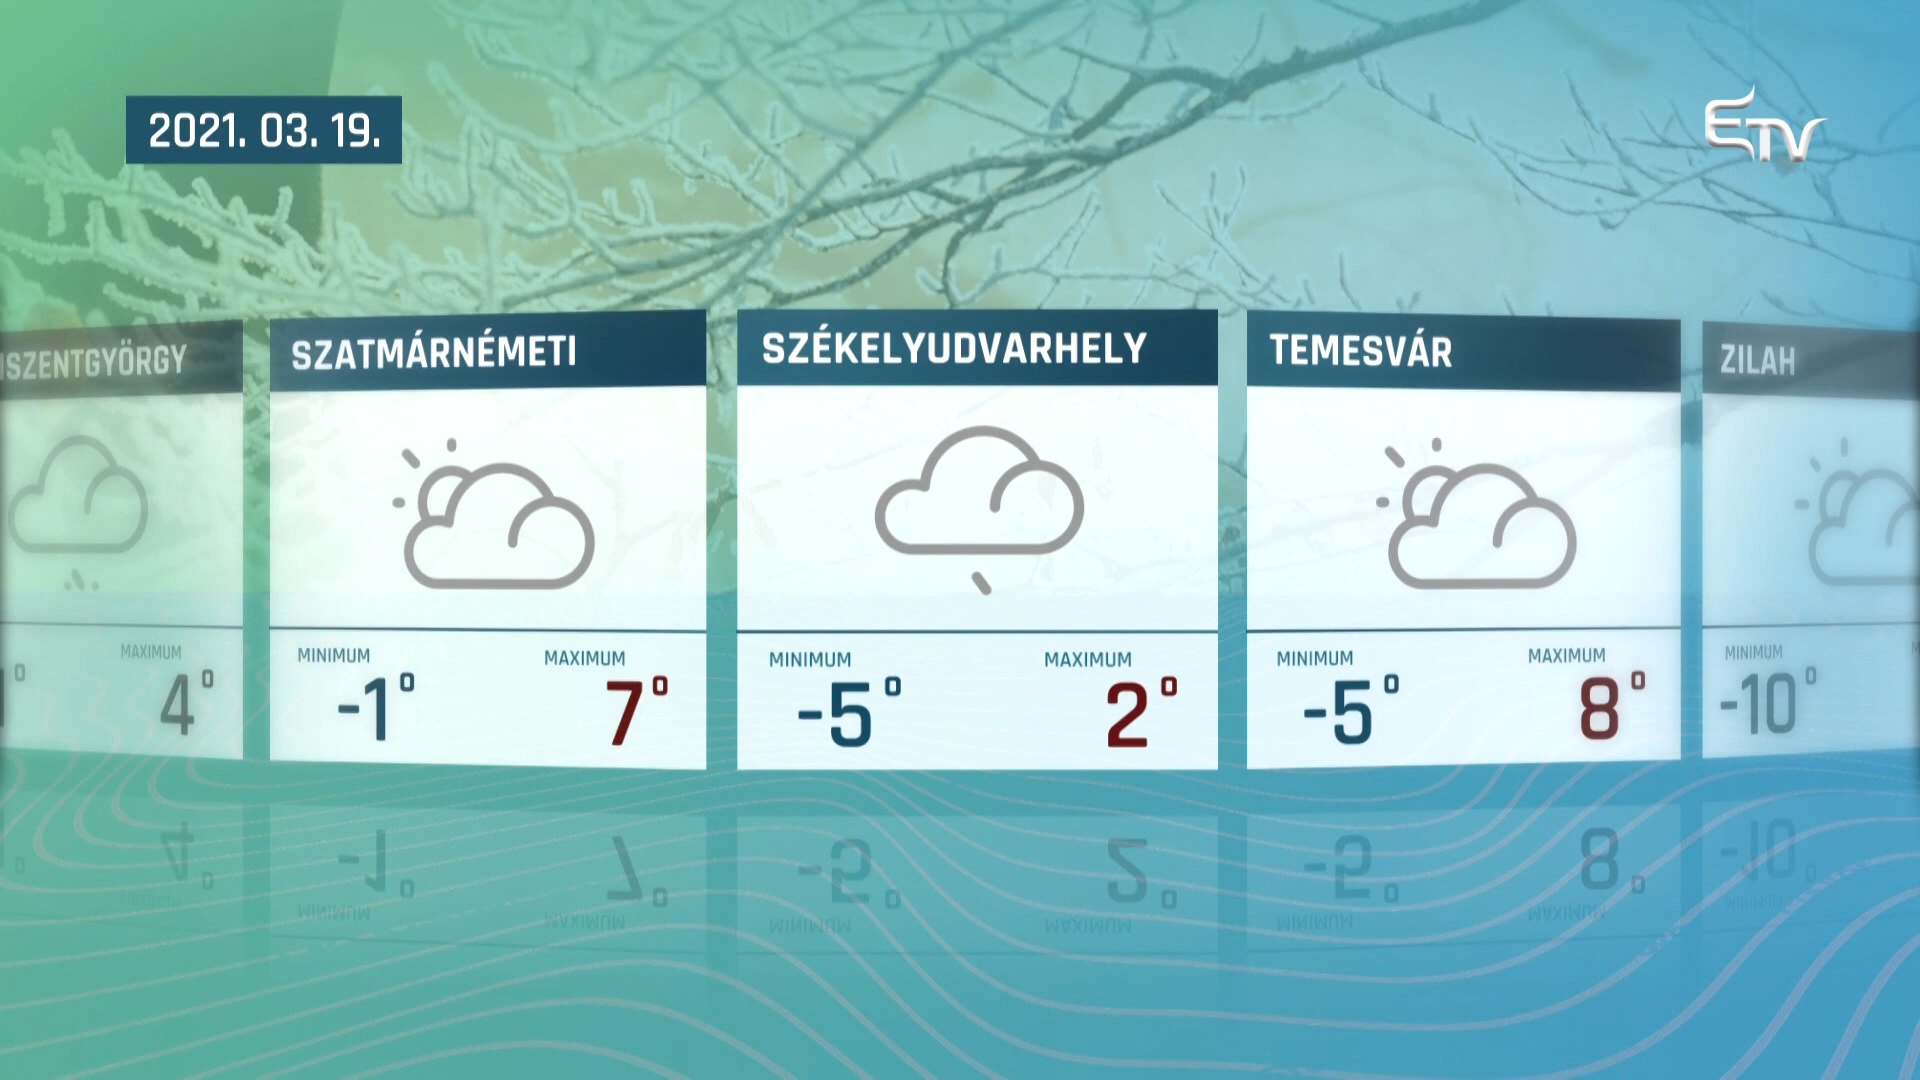 2021. 03. 19.
ETV
ISZENTGYÖRGY
MAXIMUM
4°
SZATMÁRNÉMETI
MINIMUM MAXIMUM
-1° 7°
SZÉKELYUDVARHELY
MINIMUM MAXIMUM
-5° 2°
TEMESVÁR
MINIMUM MAXIMUM
-5° 8°
ZILAH
MINIMUM
-10°